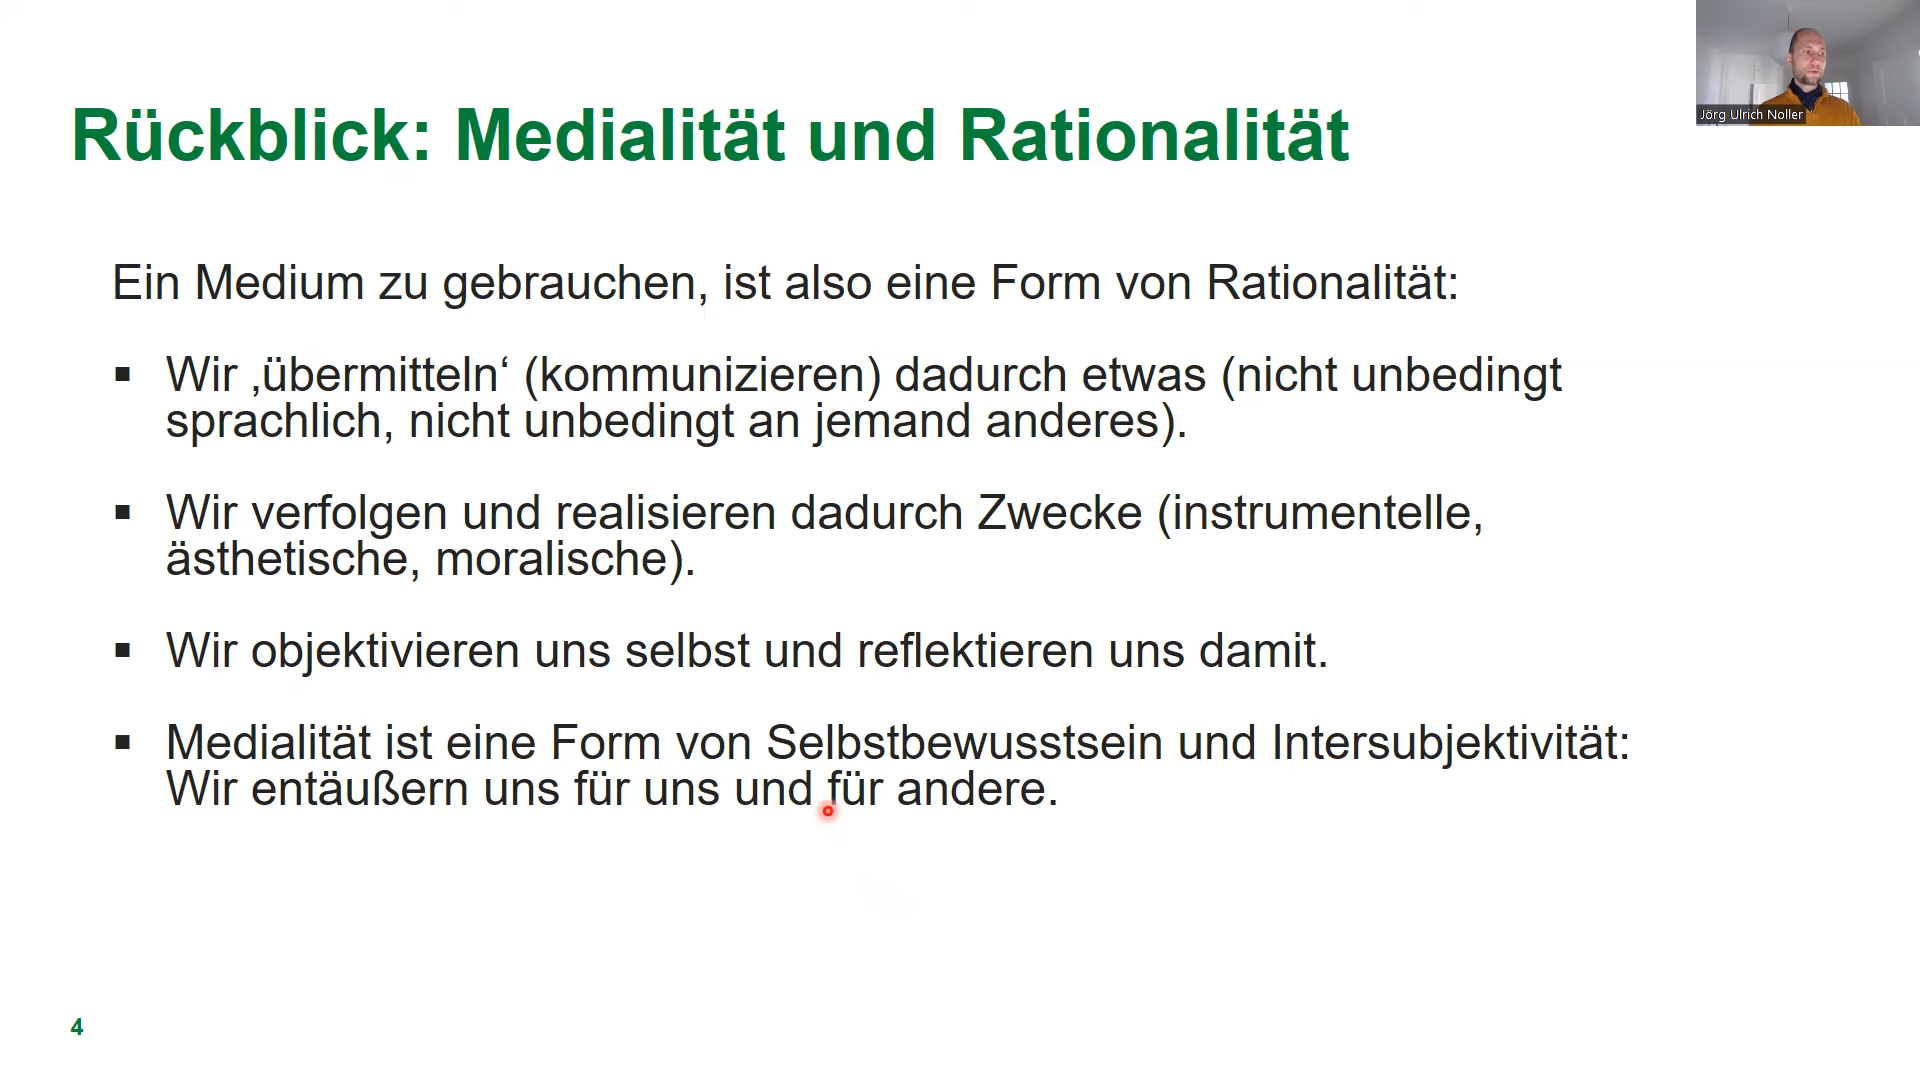 Jörg Ulrich Noller
Rückblick: Medialität und Rationalität
Ein Medium zu gebrauchen, ist also eine Form von Rationalität:
▪ Wir ‚übermitteln‘ (kommunizieren) dadurch etwas (nicht unbedingt
sprachlich, nicht unbedingt an jemand anderes).
▪ Wir verfolgen und realisieren dadurch Zwecke (instrumentelle,
ästhetische, moralische).
▪ Wir objektivieren uns selbst und reflektieren uns damit.
▪ Medialität ist eine Form von Selbstbewusstsein und Intersubjektivität:
Wir entäußern uns für uns und für andere.
4